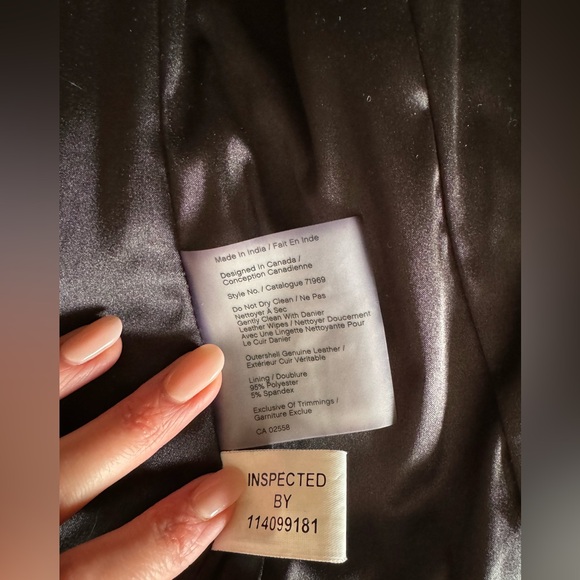 Made In India / Fait En Inde
Designed In Canada /
Conception Canadienne
Style No. / Catalogue 71969
Do Not Dry Clean / Ne Pas
Nettoyer À Sec
Gently Clean With Danier
Leather Wipes / Nettoyer Doucement
Avec Une Lingette Nettoyante Pour
Le Cuir Danier
Outershell Genuine Leather /
Extérieur Cuir Véritable
Lining / Doublure
95% Polyester
5% Spandex
Exclusive Of Trimmings /
Garniture Exclue
CA 02558
INSPECTED
BY
114099181